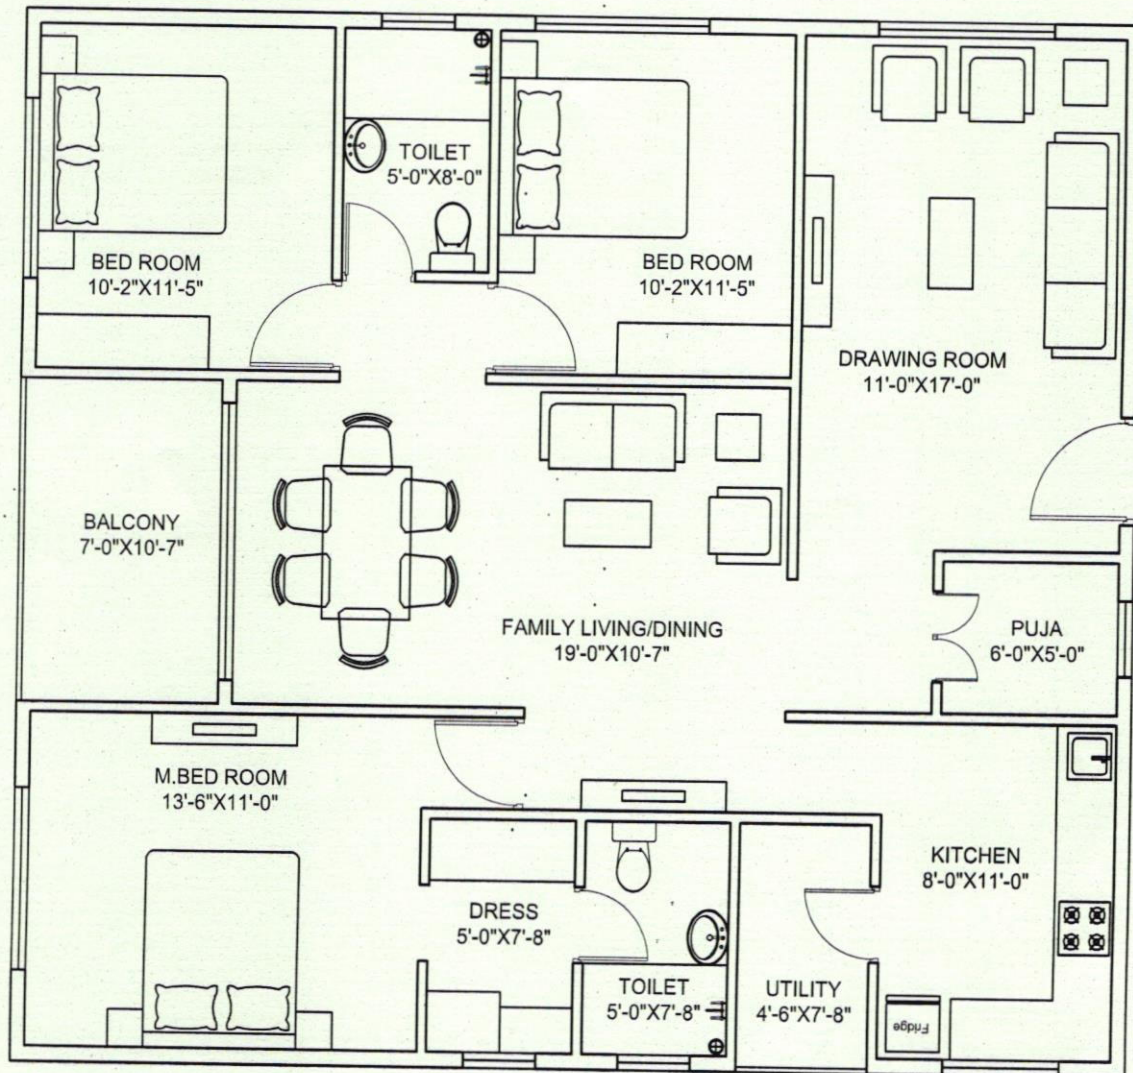 TOILET
5'-0"X8'-0"
BED ROOM
10'-2"X11'-5"
BED ROOM
10'-2"X11'-5"
DRAWING ROOM
11'-0"X17'-0"
BALCONY
7'-0"X10'-7"
FAMILY LIVING/DINING
19'-0"X10'-7"
PUJA
6'-0"X5'-0"
M.BED ROOM
13'-6"X11'-0"
KITCHEN
8'-0"X11'-0"
DRESS
5'-0"X7'-8"
TOILET
5'-0"X7'-8"
UTILITY
4'-6"X7'-8"
Fridge